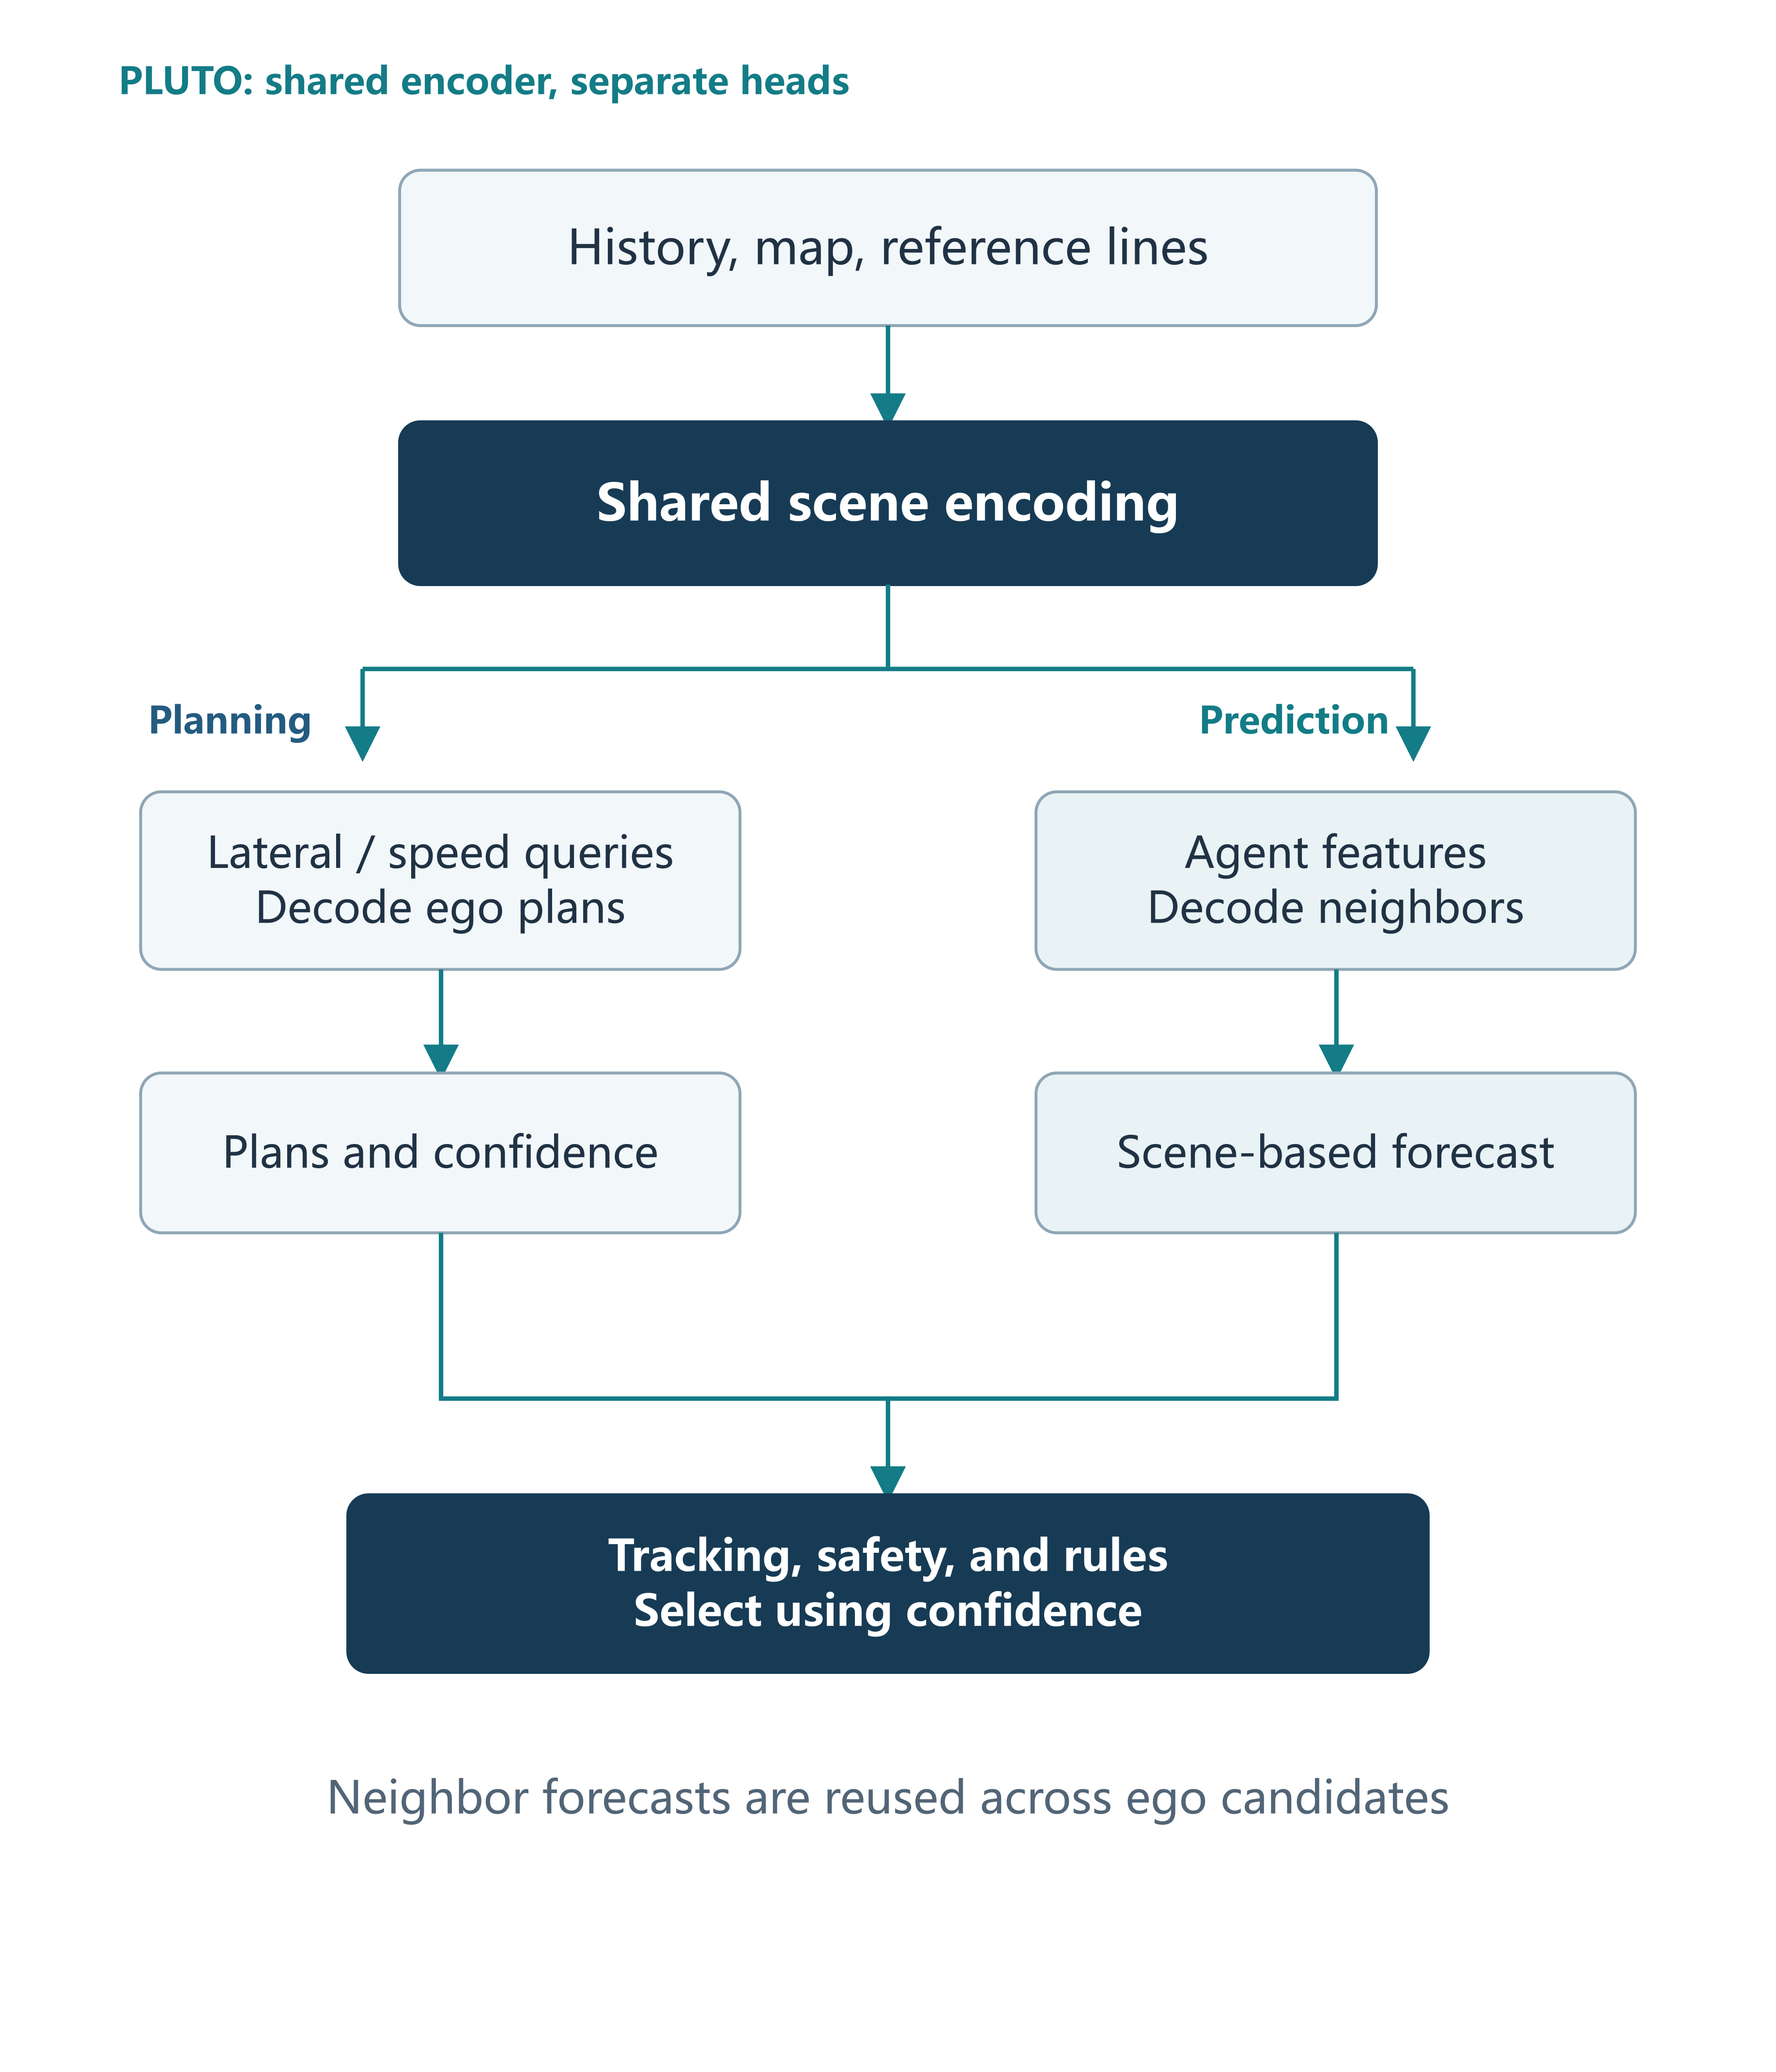 PLUTO: shared encoder, separate heads
History, map, reference lines
Shared scene encoding
Planning
Prediction
Lateral / speed queries
Decode ego plans
Agent features
Decode neighbors
Plans and confidence
Scene-based forecast
Tracking, safety, and rules
Select using confidence
Neighbor forecasts are reused across ego candidates